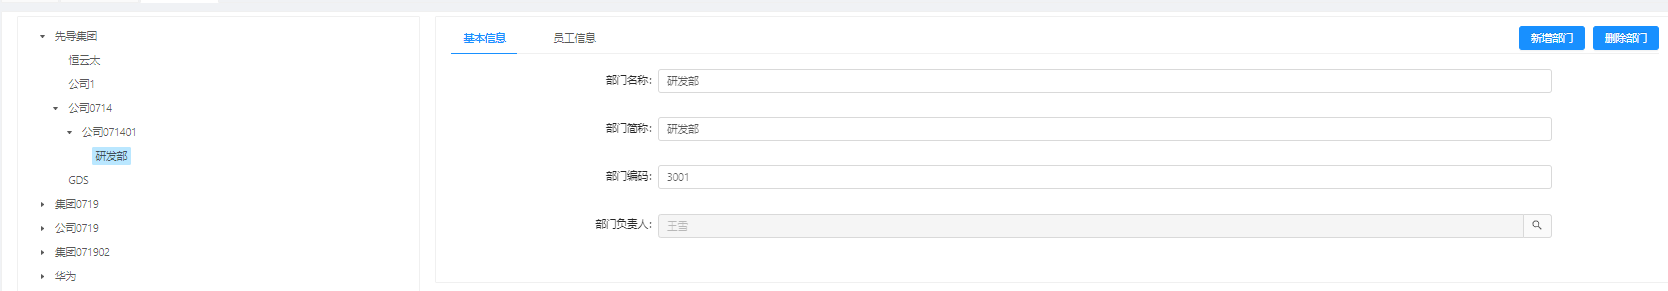 先导集团
恒云太
公司1
公司0714
公司071401
研发部
GDS
集团0719
公司0719
集团071902
华为
基本信息 员工信息 新增部门 删除部门
部门名称: 研发部
部门简称: 研发部
部门编码: 3001
部门负责人: 王雪